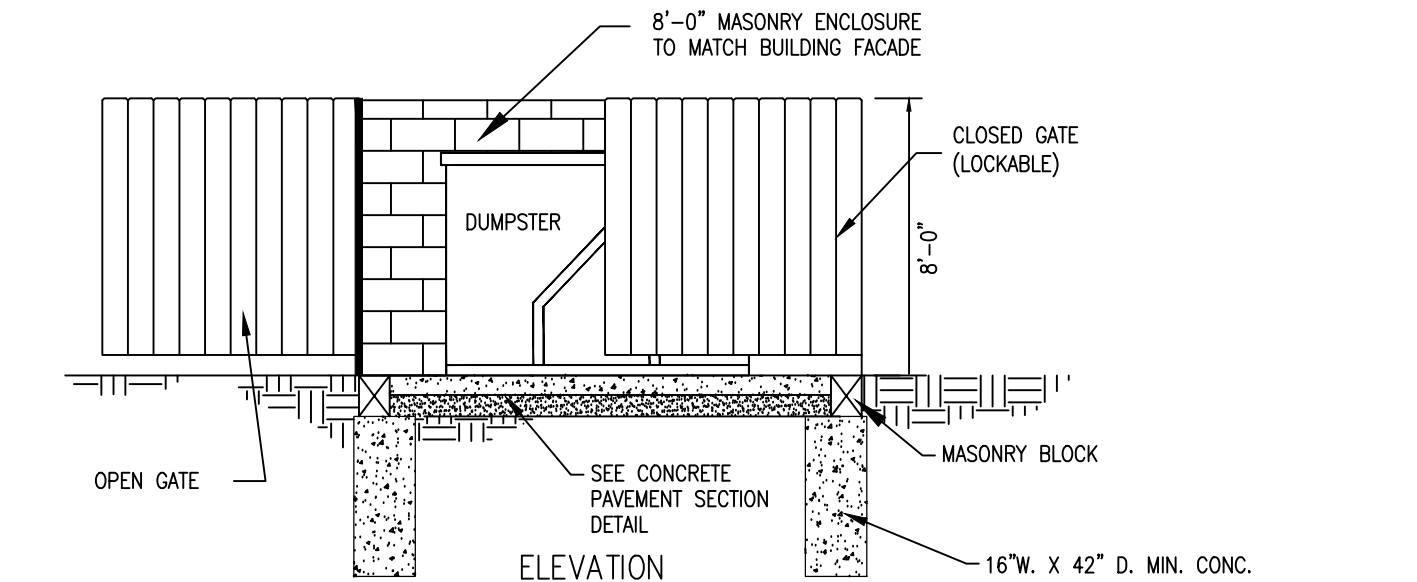 8'-0" MASONRY ENCLOSURE
TO MATCH BUILDING FACADE
CLOSED GATE
(LOCKABLE)
DUMPSTER
8'-0"
OPEN GATE
SEE CONCRETE
PAVEMENT SECTION
DETAIL
MASONRY BLOCK
ELEVATION
16"W. X 42" D. MIN. CONC.